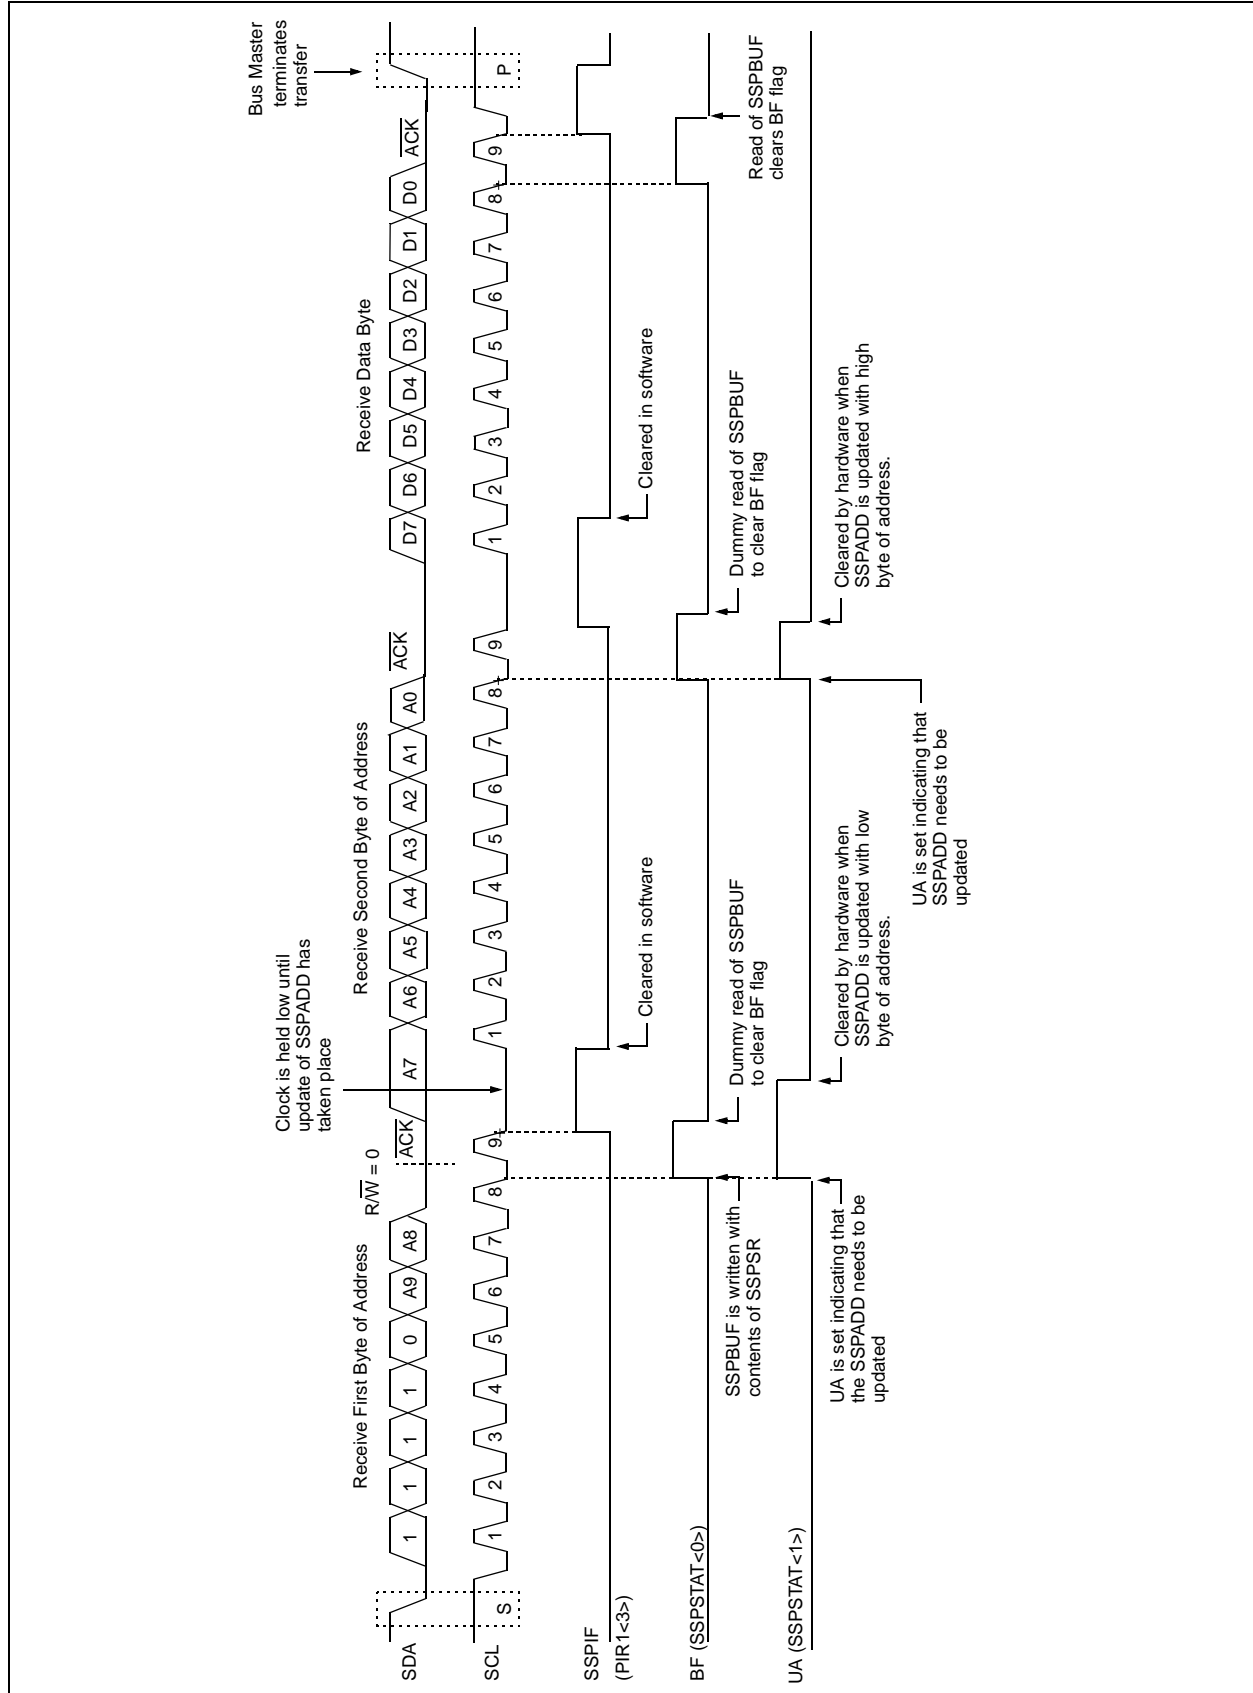 Bus Master
terminates
transfer
Clock is held low until
update of SSPADD has
taken place
Receive First Byte of Address
R/W = 0
Receive Second Byte of Address
Receive Data Byte
SDA
1 1 1 1 0 A9 A8 ACK A7 A6 A5 A4 A3 A2 A1 A0 ACK D7 D6 D5 D4 D3 D2 D1 D0 ACK
SCL
S 1 2 3 4 5 6 7 8 9 1 2 3 4 5 6 7 8 9 1 2 3 4 5 6 7 8 9 P
SSPIF
(PIR1<3>)
Cleared in software
Cleared in software
BF (SSPSTAT<0>)
SSPBUF is written with
contents of SSPSR
Dummy read of SSPBUF
to clear BF flag
Dummy read of SSPBUF
to clear BF flag
Read of SSPBUF
clears BF flag
UA (SSPSTAT<1>)
UA is set indicating that
the SSPADD needs to be
updated
Cleared by hardware when
SSPADD is updated with low
byte of address.
UA is set indicating that
SSPADD needs to be
updated
Cleared by hardware when
SSPADD is updated with high
byte of address.